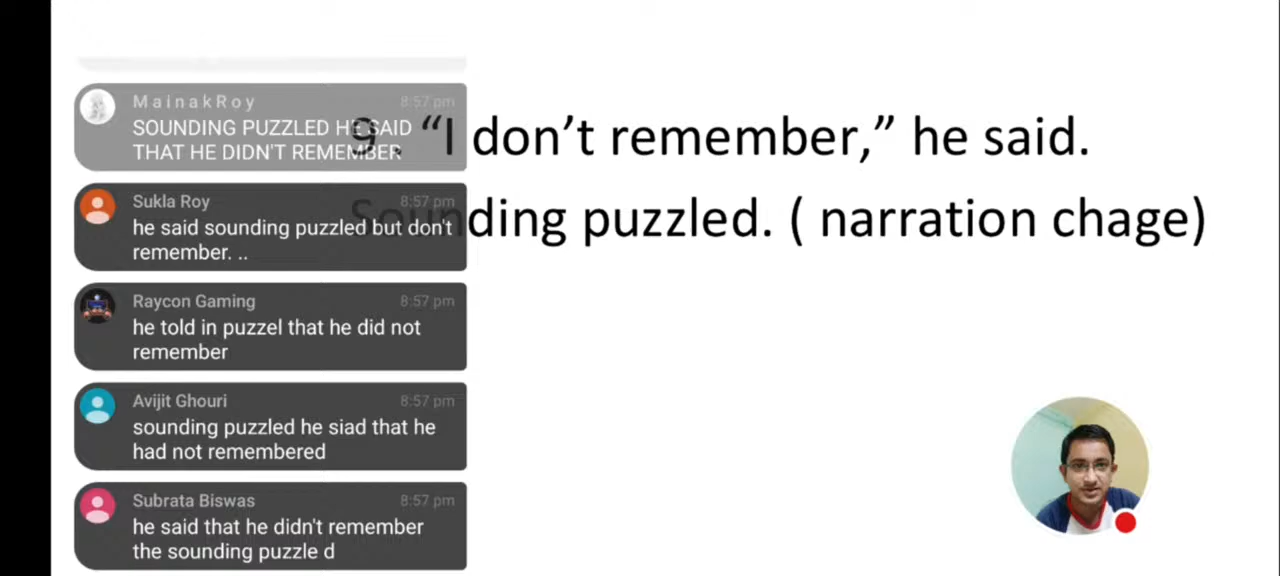 MainakRoy 8:57 pm
SOUNDING PUZZLED HE SAID
THAT HE DIDN'T REMEMBER
Sukla Roy 8:57 pm
he said sounding puzzled but don't
remember. ..
Raycon Gaming 8:57 pm
he told in puzzel that he did not
remember
Avijit Ghouri 8:57 pm
sounding puzzled he siad that he
had not remembered
Subrata Biswas 8:57 pm
he said that he didn't remember
the sounding puzzle d
9. “I don’t remember,” he said.
Sounding puzzled. ( narration chage)